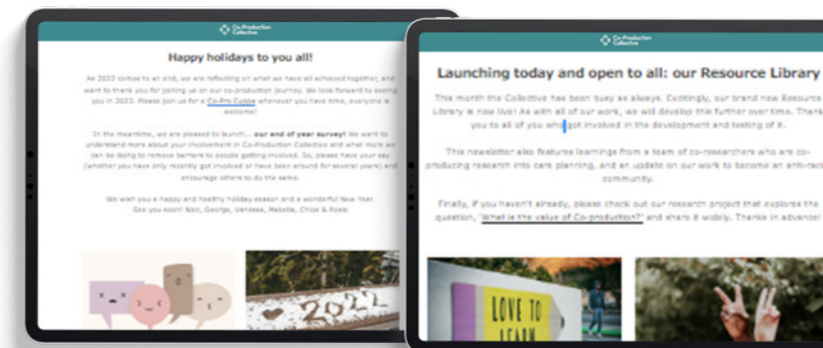 Co-Production
Collective
Happy holidays to you all!
As 2022 comes to an end, we are reflecting on what we have all achieved together, and
want to thank you for joining us on our co-production journey. We look forward to seeing
you in 2023. Please join us for a Co-Pro Cuppa whenever you have time, everyone is
welcome!
In the meantime, we are pleased to launch... our end of year survey! We want to
understand more about your involvement in Co-Production Collective and what more we
can be doing to remove barriers to people getting involved. So, please have your say
(whether you have only recently got involved or have been around for several years) and
encourage others to do the same.
We wish you a happy and healthy holiday season and a wonderful New Year.
See you soon! Niccola, George, Vanessa,
2022
Co-Production
Collective
Launching today and open to all: our Resource Library
This month the Collective has been busy as always. Excitingly, our brand new Resource
Library is now live! As with all of our work, we will develop this further over time. Thank
you to all of you who got involved in the development and testing of it.
This newsletter also features learnings from a team of co-researchers who are co-
producing research into care planning, and an update on our work to become an anti-racist
community.
Finally, if you haven't already, please check out our research project that explores the
question, "What is the value of Co-production?" and share it widely. Thanks in advance!
LOVE TO
LEARN